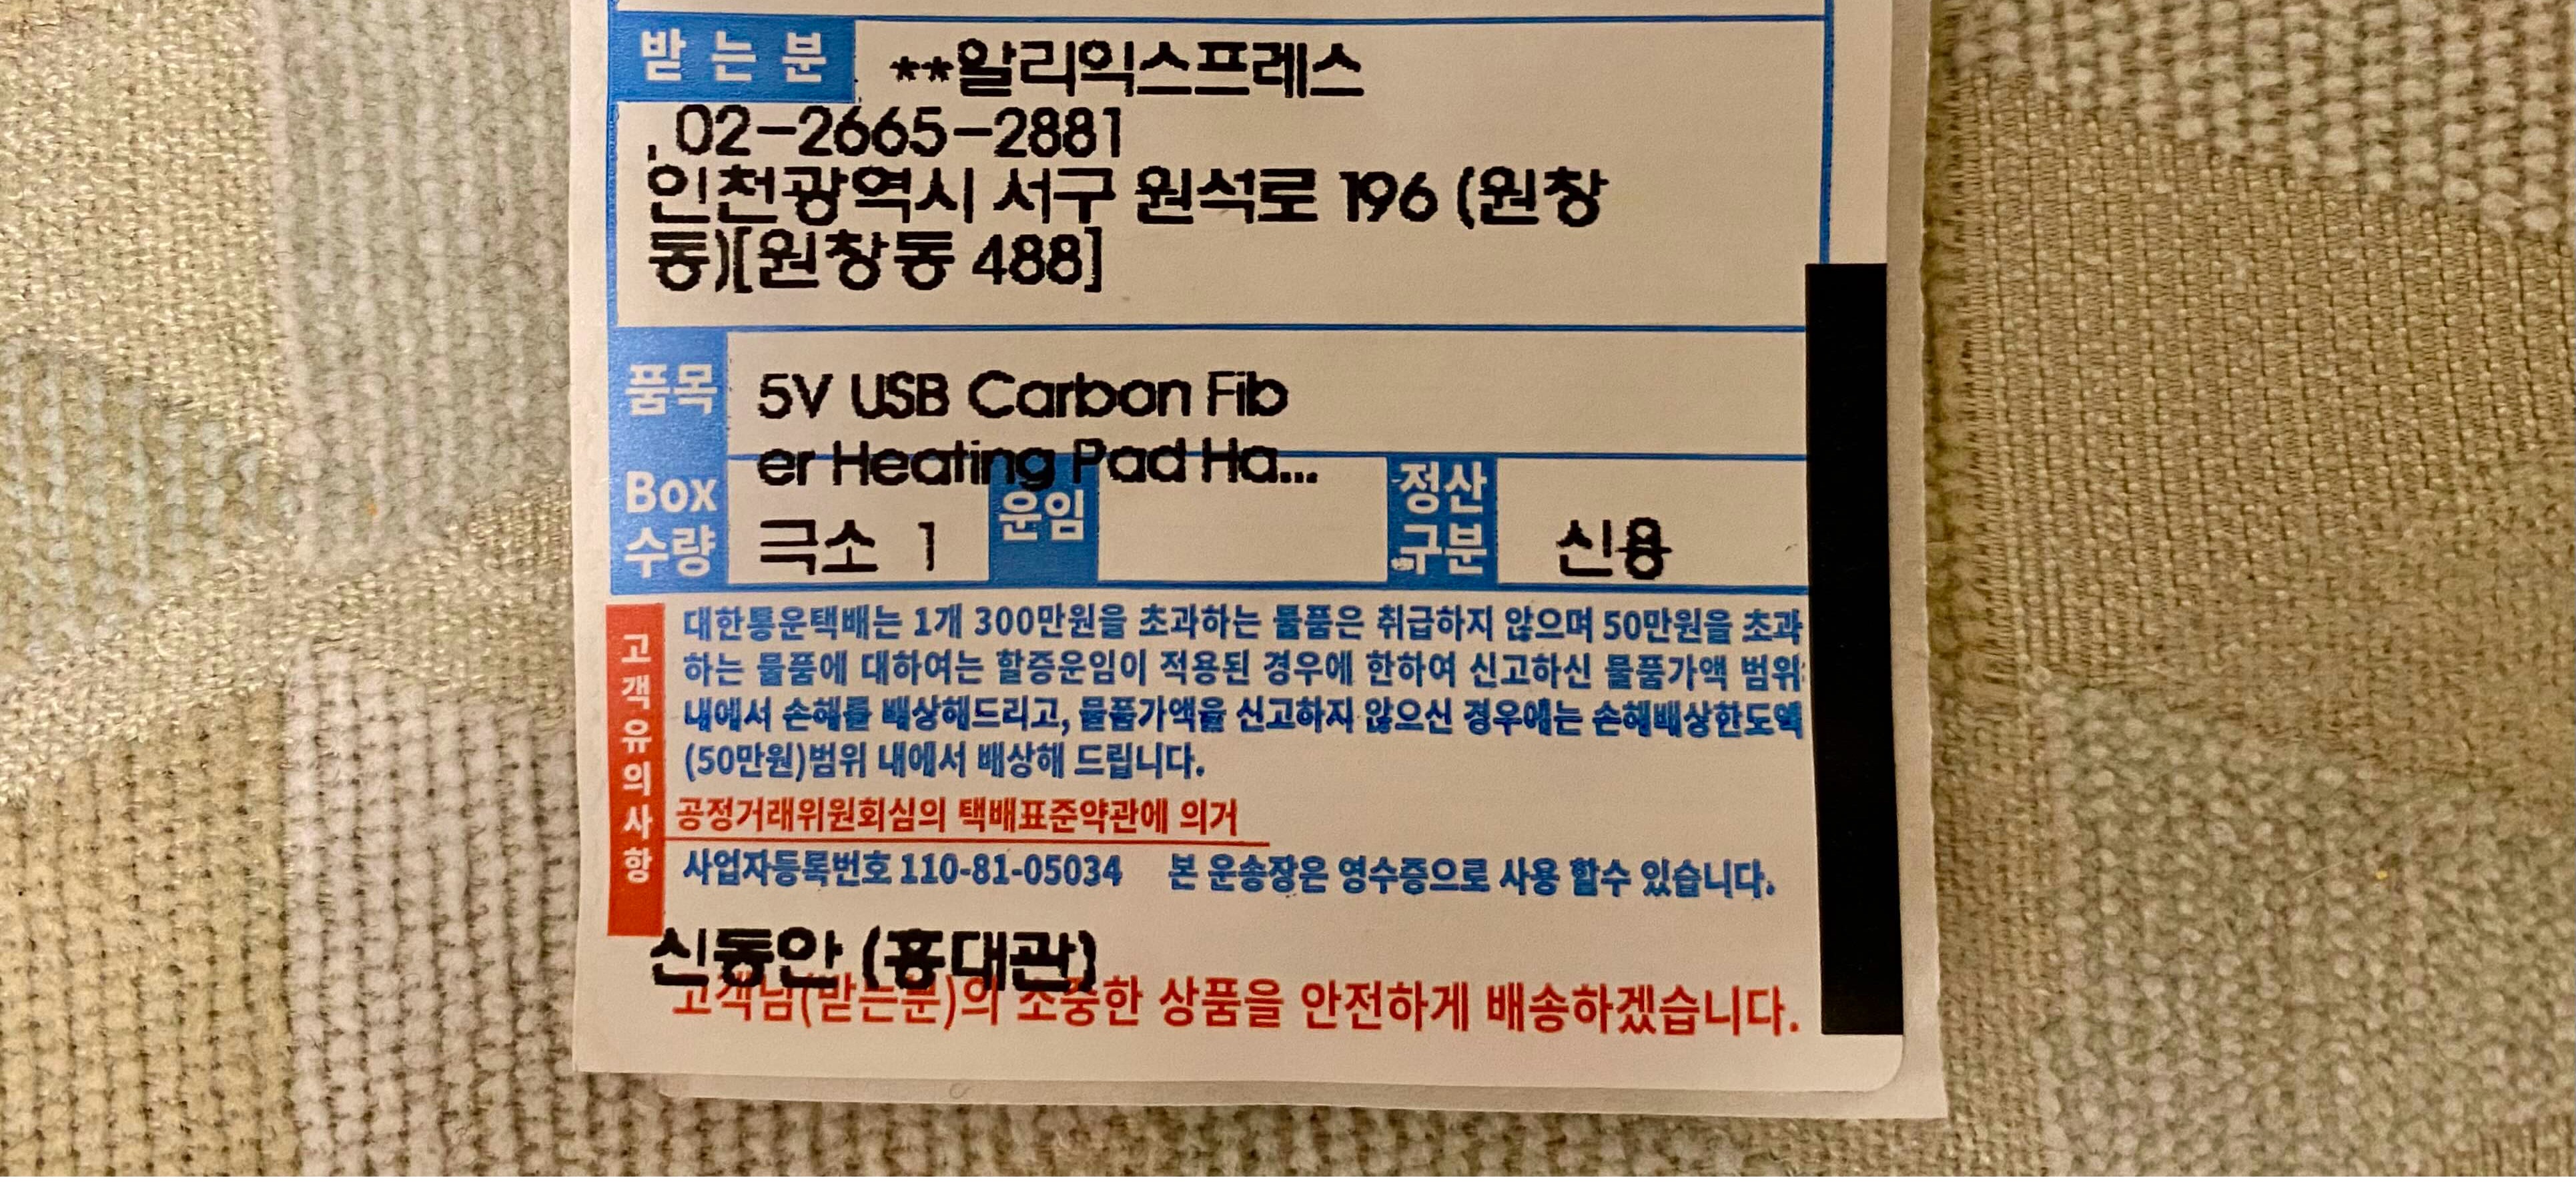 받는분 **알리익스프레스
, 02-2665-2881
인천광역시 서구 원석로 196 (원창
동)[원창동 488]
품목 5V USB Carbon Fib
er Heating Pad Ha...
Box
수량 극소 1 운임 정산
구분 신용
고객유의사항
대한통운택배는 1개 300만원을 초과하는 물품은 취급하지 않으며 50만원을 초과
하는 물품에 대하여는 할증운임이 적용된 경우에 한하여 신고하신 물품가액 범위
내에서 손해를 배상해드리고, 물품가액을 신고하지 않으신 경우에는 손해배상한도액
(50만원)범위 내에서 배상해 드립니다.
공정거래위원회심의 택배표준약관에 의거
사업자등록번호 110-81-05034 본 운송장은 영수증으로 사용 할수 있습니다.
신동안 (홍대관)
고객님(받는분)의 소중한 상품을 안전하게 배송하겠습니다.